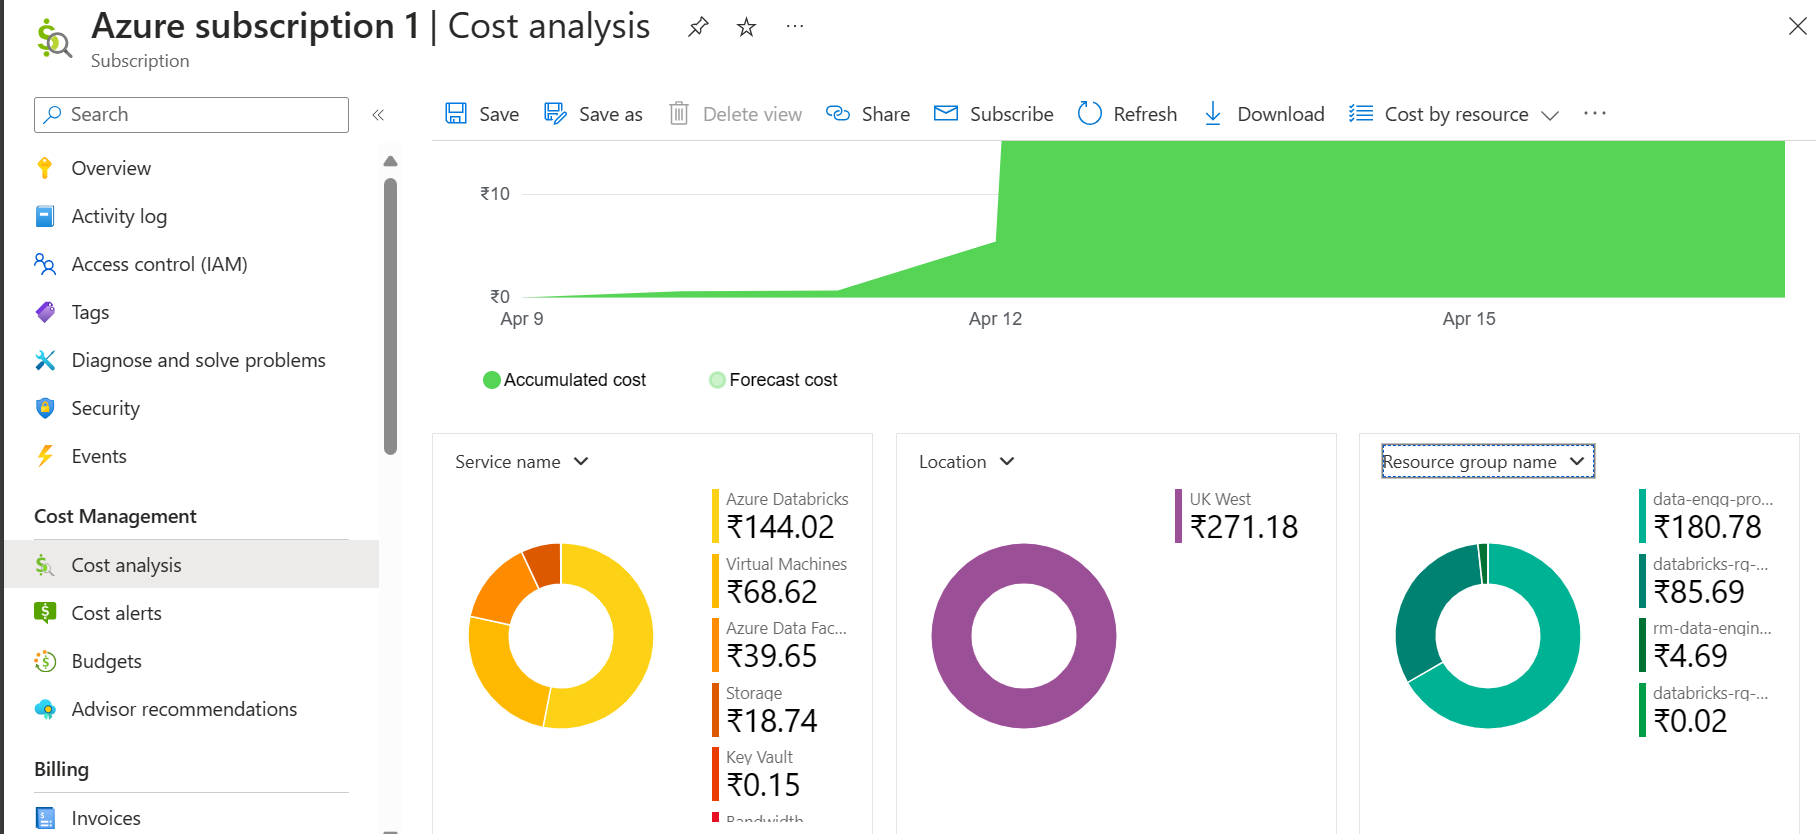 Azure subscription 1 | Cost analysis
Subscription
Search
Save
Save as
Delete view
Share
Subscribe
Refresh
Download
Cost by resource
Overview
Activity log
Access control (IAM)
Tags
Diagnose and solve problems
Security
Events
Cost Management
Cost analysis
Cost alerts
Budgets
Advisor recommendations
Billing
Invoices
₹10
₹0
Apr 9
Apr 12
Apr 15
Accumulated cost
Forecast cost
Service name
Azure Databricks
₹144.02
Virtual Machines
₹68.62
Azure Data Fac...
₹39.65
Storage
₹18.74
Key Vault
₹0.15
Bandwidth
Location
UK West
₹271.18
Resource group name
data-engg-pro...
₹180.78
databricks-rg-...
₹85.69
rm-data-engin...
₹4.69
databricks-rg-...
₹0.02